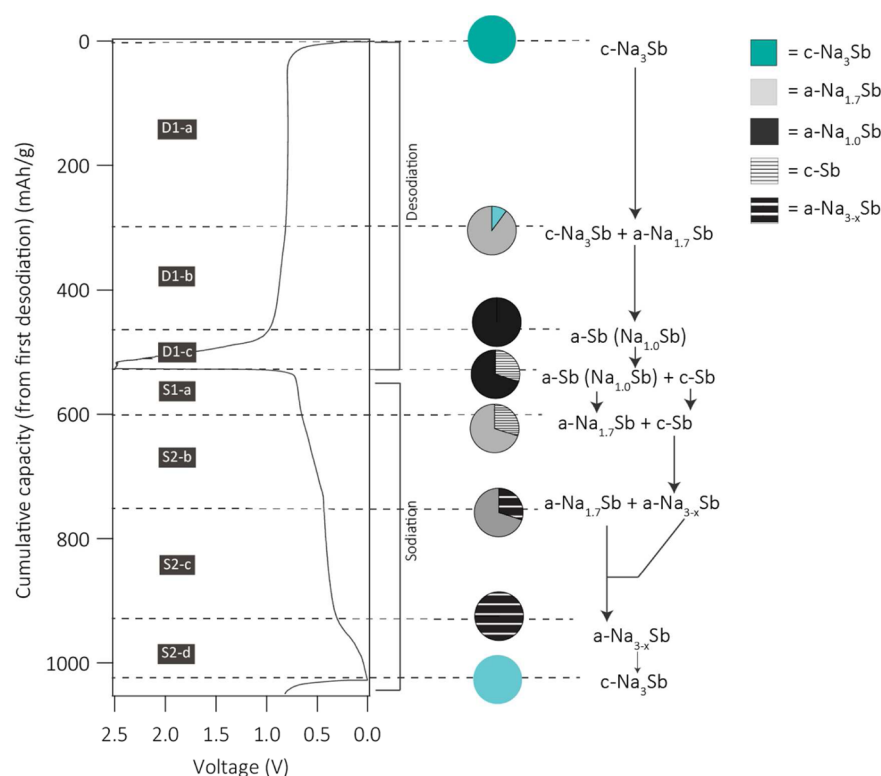 0
200
400
600
800
1000
Cumulative capacity (from first desodiation) (mAh/g)
2.5 2.0 1.5 1.0 0.5 0.0
Voltage (V)
D1-a
D1-b
D1-c
S1-a
S2-b
S2-c
S2-d
Desodiation
Sodiation
c-Na₃Sb
c-Na₃Sb + a-Na₁.₇ Sb
a-Sb (Na₁.₀Sb)
a-Sb (Na₁.₀Sb) + c-Sb
a-Na₁.₇Sb + c-Sb
a-Na₁.₇Sb + a-Na₃₋ₓSb
a-Na₃₋ₓSb
c-Na₃Sb
= c-Na₃Sb
= a-Na₁.₇Sb
= a-Na₁.₀Sb
= c-Sb
= a-Na₃₋ₓSb